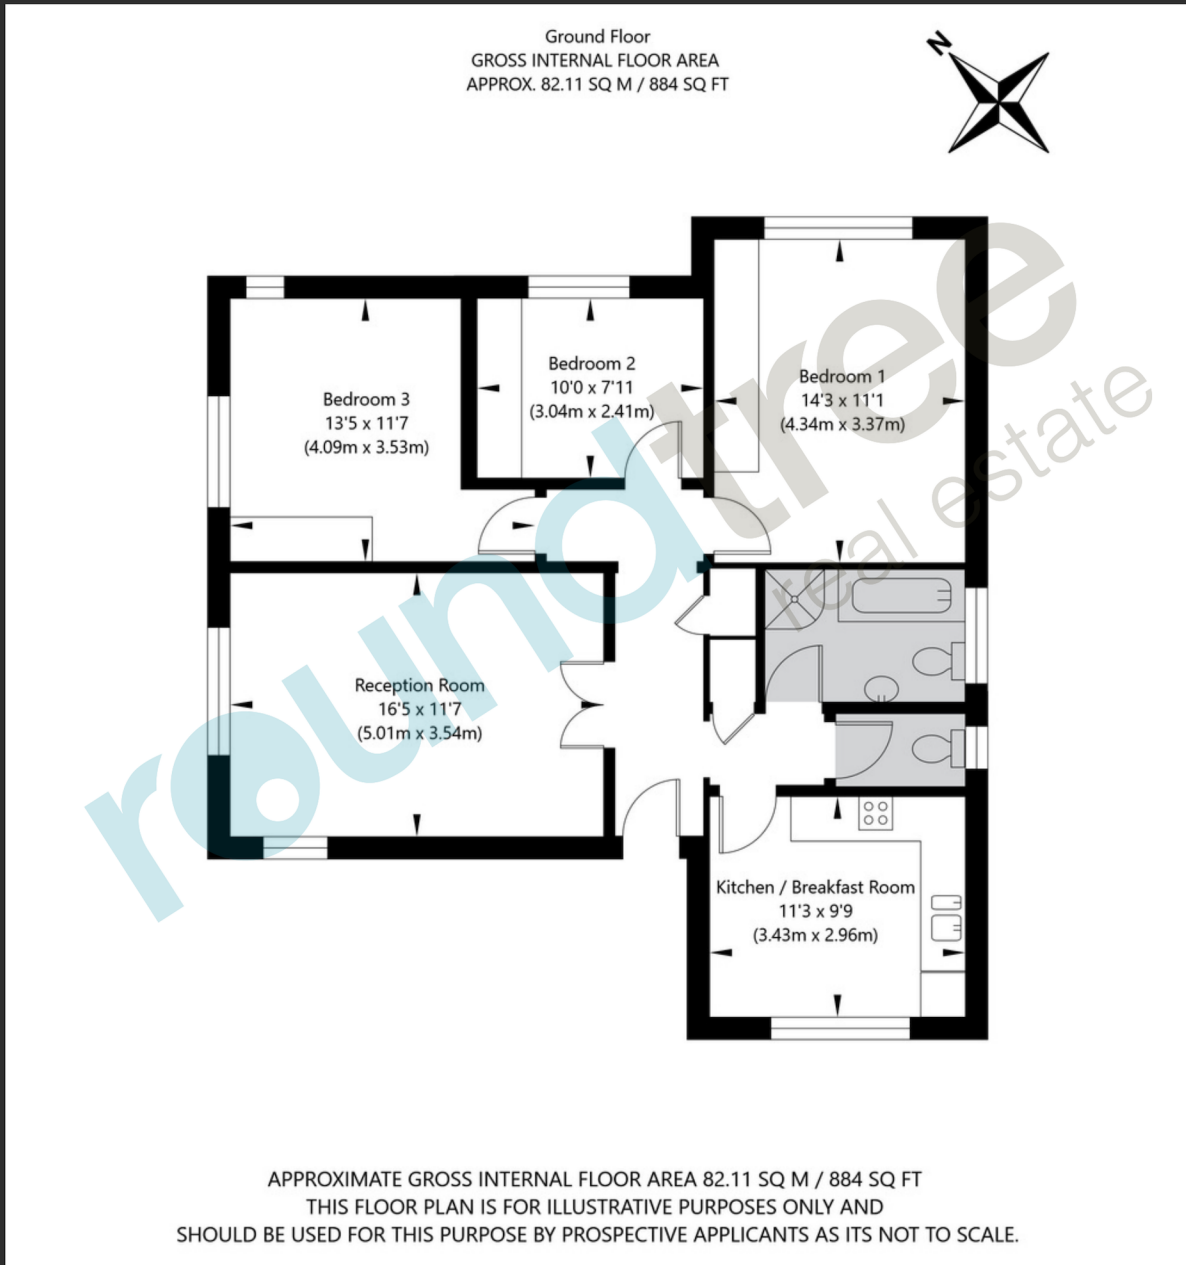 Ground Floor
GROSS INTERNAL FLOOR AREA
APPROX. 82.11 SQ M / 884 SQ FT
N
Bedroom 2
10'0 x 7'11
(3.04m x 2.41m)
Bedroom 1
14'3 x 11'1
(4.34m x 3.37m)
Bedroom 3
13'5 x 11'7
(4.09m x 3.53m)
roundtree
real estate
Reception Room
16'5 x 11'7
(5.01m x 3.54m)
Kitchen / Breakfast Room
11'3 x 9'9
(3.43m x 2.96m)
APPROXIMATE GROSS INTERNAL FLOOR AREA 82.11 SQ M / 884 SQ FT
THIS FLOOR PLAN IS FOR ILLUSTRATIVE PURPOSES ONLY AND
SHOULD BE USED FOR THIS PURPOSE BY PROSPECTIVE APPLICANTS AS ITS NOT TO SCALE.